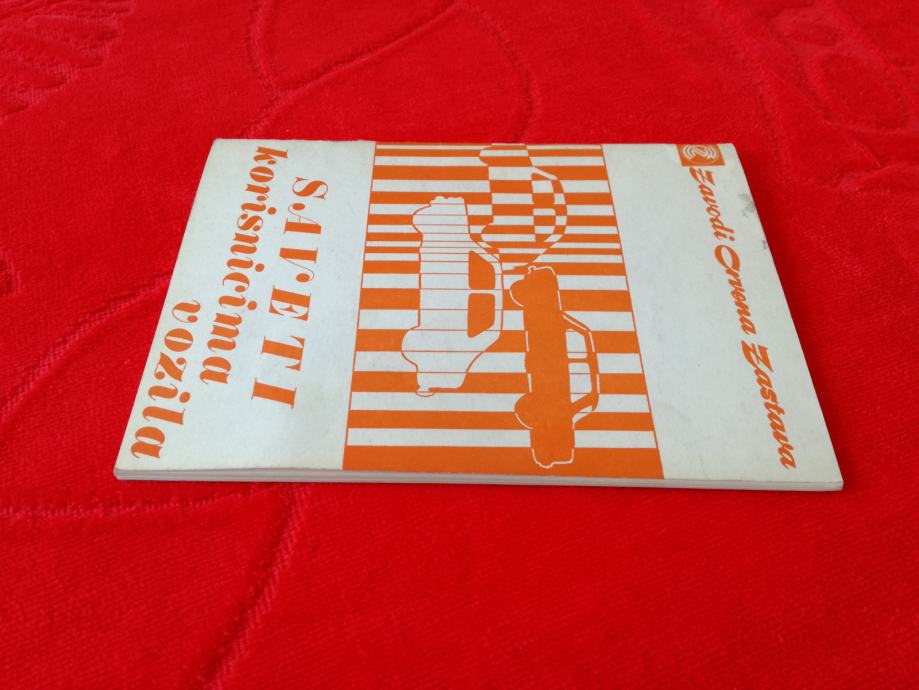 Zavodi Crvena Zastava
SAVETI
korisnicima
vozila